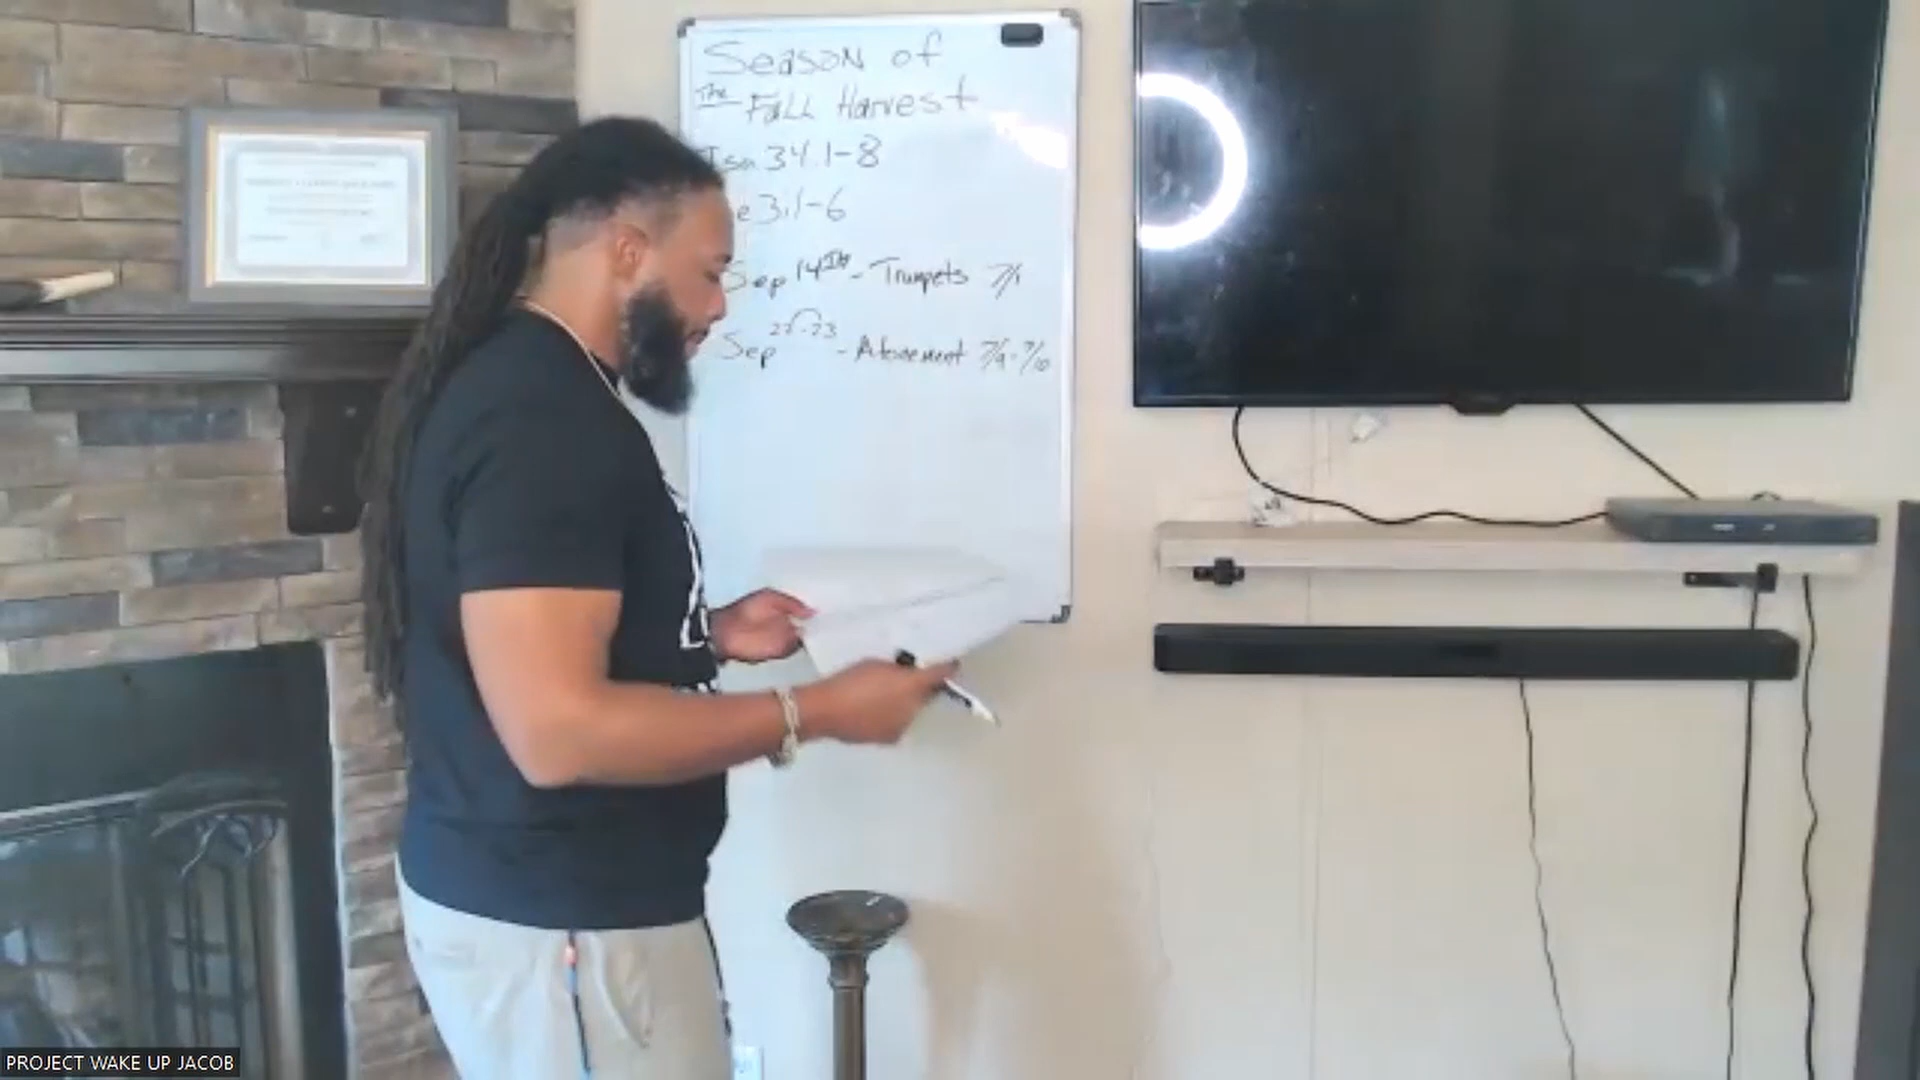 Season of
The Fall Harvest
Isa 34.1-8
e 3:1-6
Sep 14th - Trumpets 7/1
Sep 22-23 - Atonement 7/9-7/10
PROJECT WAKE UP JACOB